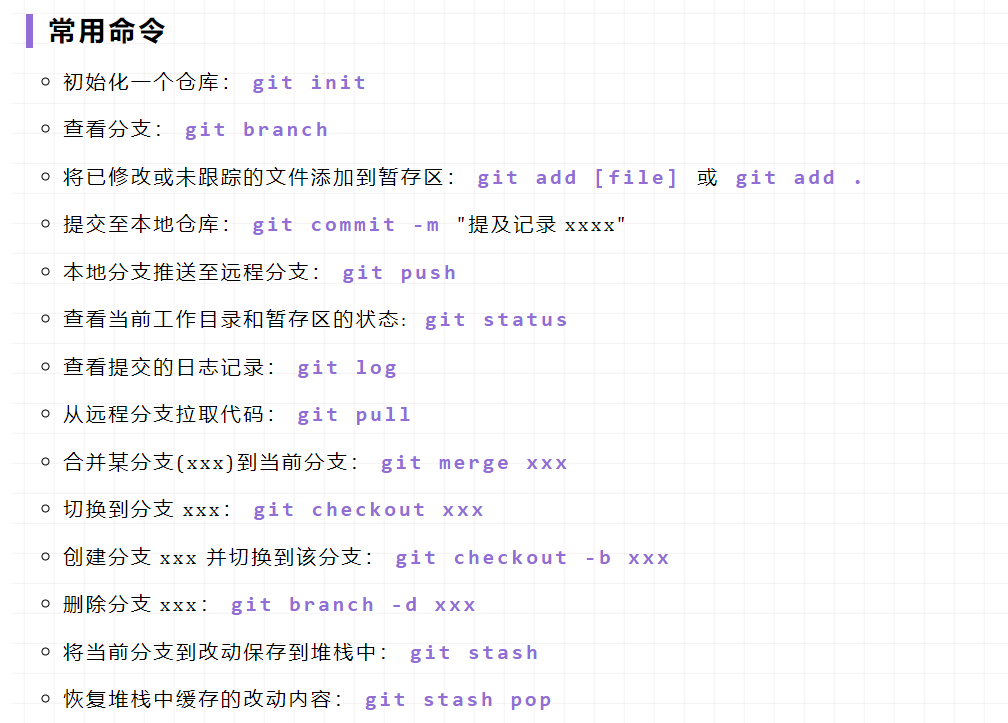 常用命令
初始化一个仓库： git init
查看分支： git branch
将已修改或未跟踪的文件添加到暂存区： git add [file] 或 git add .
提交至本地仓库： git commit -m "提及记录 xxxx"
本地分支推送至远程分支： git push
查看当前工作目录和暂存区的状态: git status
查看提交的日志记录： git log
从远程分支拉取代码： git pull
合并某分支(xxx)到当前分支： git merge xxx
切换到分支 xxx： git checkout xxx
创建分支 xxx 并切换到该分支： git checkout -b xxx
删除分支 xxx： git branch -d xxx
将当前分支到改动保存到堆栈中： git stash
恢复堆栈中缓存的改动内容： git stash pop